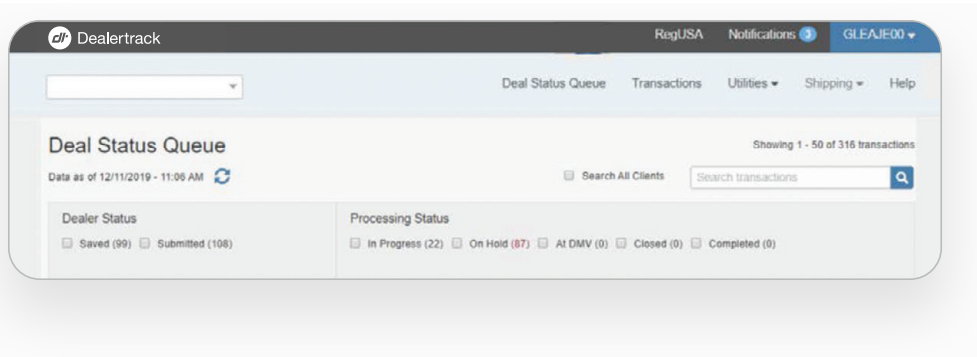 dt Dealertrack RegUSA Notifications 3 GLEAJE00
Deal Status Queue Transactions Utilities Shipping Help
Deal Status Queue
Showing 1 - 50 of 316 transactions
Data as of 12/11/2019 - 11:06 AM Search All Clients Search transactions
Dealer Status Processing Status
Saved (99) Submitted (108) In Progress (22) On Hold (87) At DMV (0) Closed (0) Completed (0)